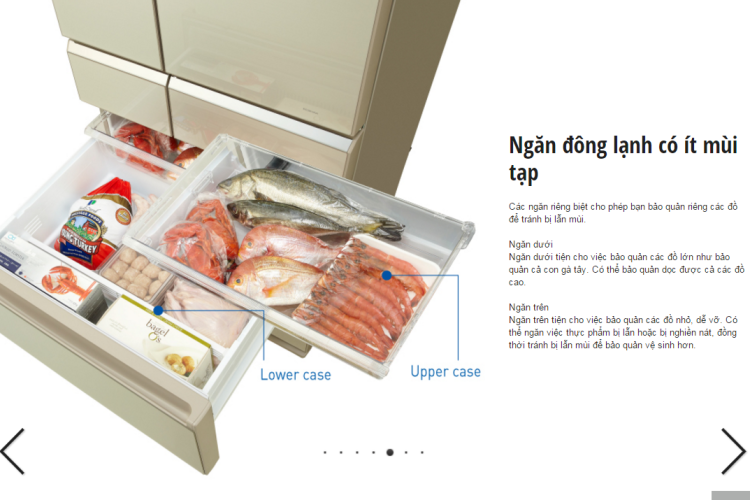 Ngăn đông lạnh có ít mùi
tạp
Các ngăn riêng biệt cho phép bạn bảo quản riêng các đồ
để tránh bị lẫn mùi.
Ngăn dưới
Ngăn dưới tiện cho việc bảo quản các đồ lớn như bảo
quản cả con gà tây. Có thể bảo quản dọc được cả các đồ
cao.
Ngăn trên
Ngăn trên tiện cho việc bảo quản các đồ nhỏ, dễ vỡ. Có
thể ngăn việc thực phẩm bị lẫn hoặc bị nghiền nát, đồng
thời tránh bị lẫn mùi để bảo quản vệ sinh hơn.
YOUNG TURKEY
bagel
Lower case
Upper case